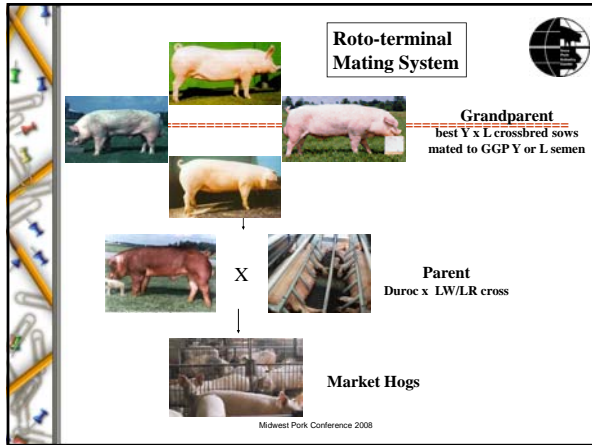 Roto-terminal
Mating System
Grandparent
best Y x L crossbred sows
mated to GGP Y or L semen
X
Parent
Duroc x LW/LR cross
Market Hogs
Midwest Pork Conference 2008